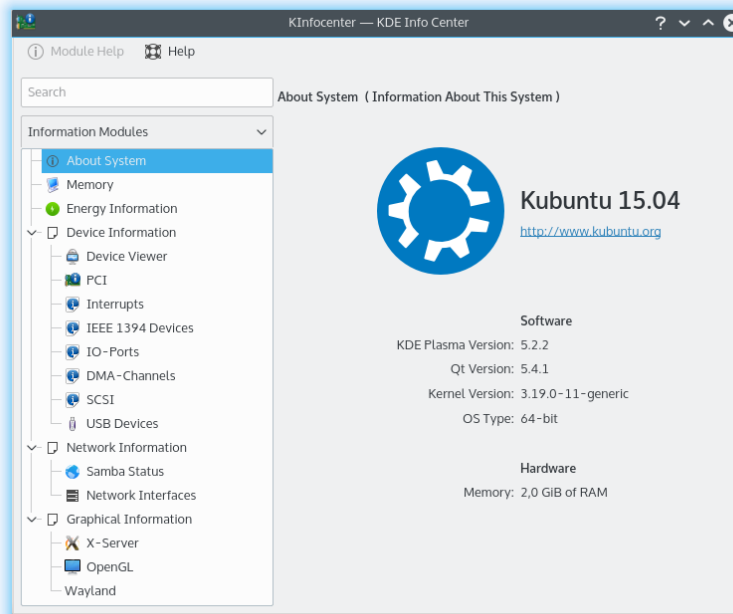 KInfocenter — KDE Info Center
Module Help Help
Search
Information Modules
About System
Memory
Energy Information
Device Information
Device Viewer
PCI
Interrupts
IEEE 1394 Devices
IO-Ports
DMA-Channels
SCSI
USB Devices
Network Information
Samba Status
Network Interfaces
Graphical Information
X-Server
OpenGL
Wayland
About System ( Information About This System )
Kubuntu 15.04
http://www.kubuntu.org
Software
KDE Plasma Version: 5.2.2
Qt Version: 5.4.1
Kernel Version: 3.19.0-11-generic
OS Type: 64-bit
Hardware
Memory: 2,0 GiB of RAM